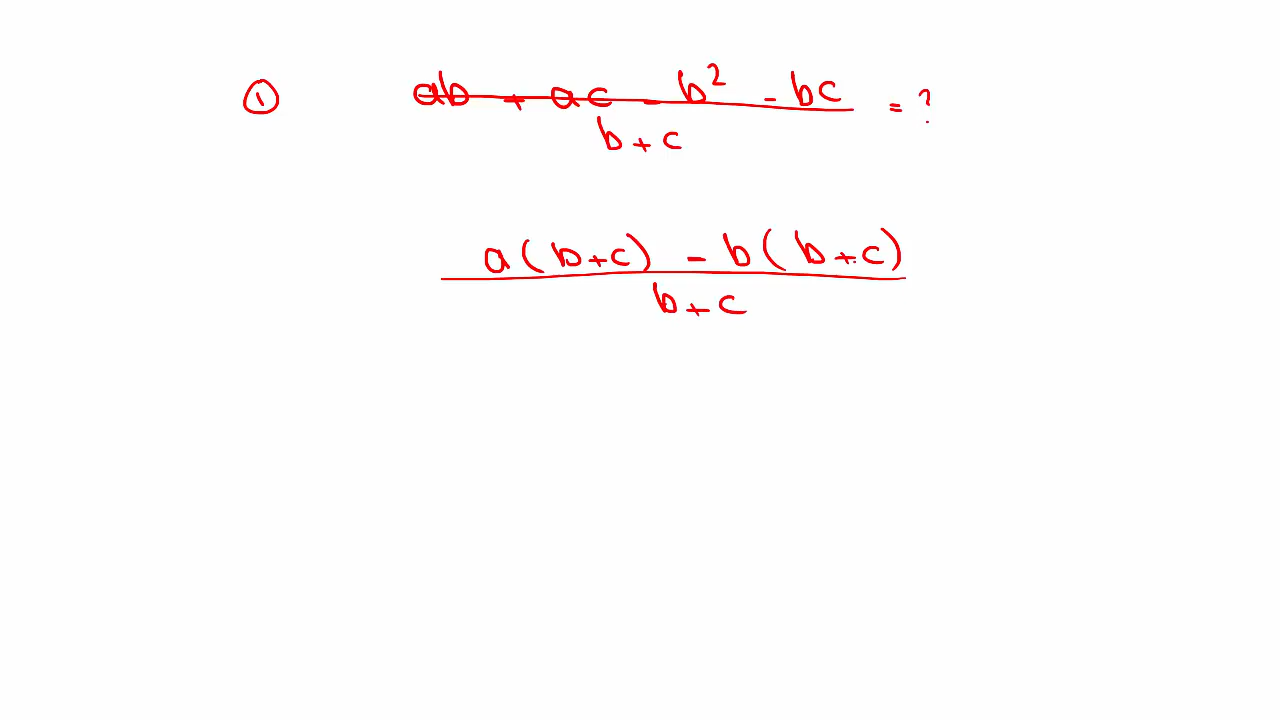 ① ab + ac - b² - bc = ?
b + c
a ( b+c ) - b ( b+c )
b + c